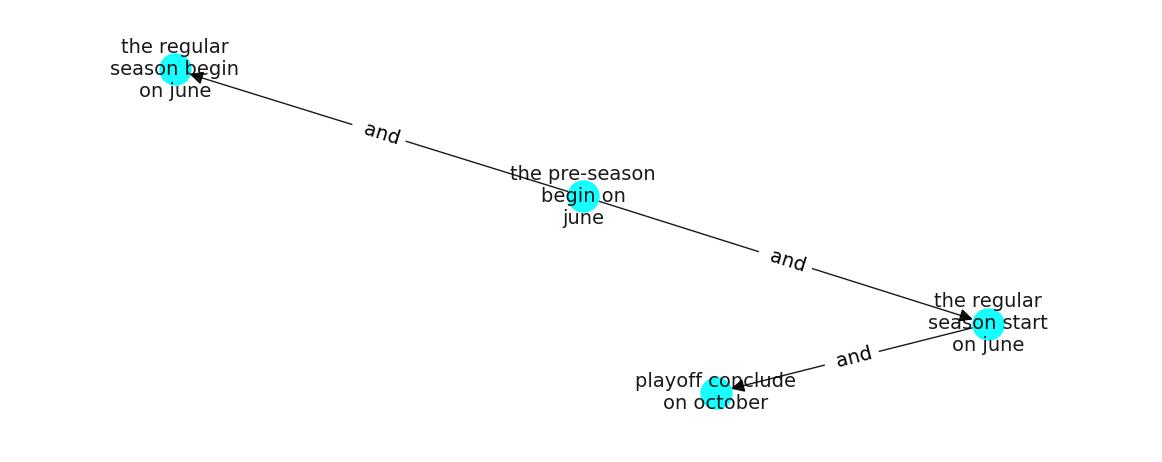 the regular
season begin
on june
and
the pre-season
begin on
june
and
the regular
season start
on june
and
playoff conclude
on october